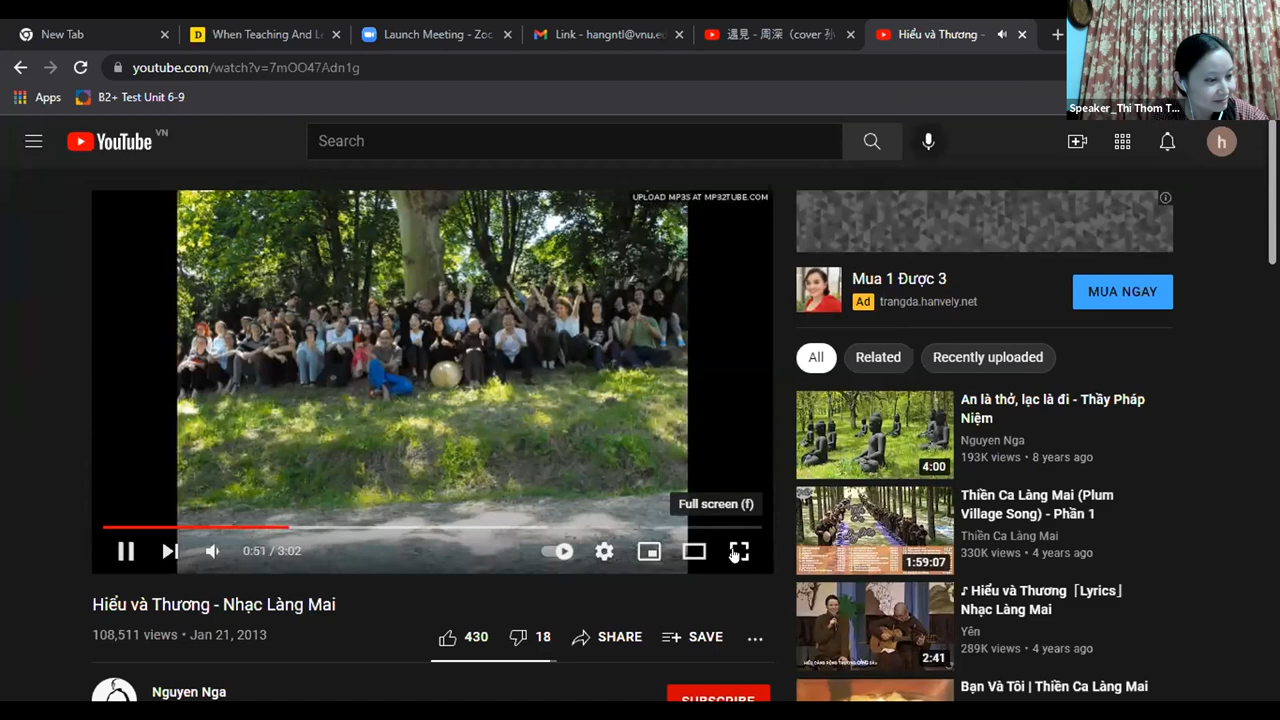 New Tab
When Teaching And Le
Launch Meeting - Zoo
Link - hangntl@vnu.e
遇見 - 周深（cover 孙
Hiểu và Thương -
youtube.com/watch?v=7mOO47Adn1g
Apps
B2+ Test Unit 6-9
Speaker_Thi Thom T...
YouTube VN
Search
h
UPLOAD MP3S AT MP32TUBE.COM
Full screen (f)
0:51 / 3:02
Hiểu và Thương - Nhạc Làng Mai
108,511 views • Jan 21, 2013
430
18
SHARE
SAVE
Nguyen Nga
SUBSCRIBE
Mua 1 Được 3
Ad trangda.hanvely.net
MUA NGAY
All
Related
Recently uploaded
An là thở, lạc là đi - Thầy Pháp
Niệm
Nguyen Nga
193K views • 8 years ago
4:00
Thiền Ca Làng Mai (Plum
Village Song) - Phần 1
Thiền Ca Làng Mai
330K views • 4 years ago
1:59:07
♪ Hiểu và Thương「Lyrics」
Nhạc Làng Mai
Yên
289K views • 4 years ago
2:41
Bạn Và Tôi | Thiền Ca Làng Mai